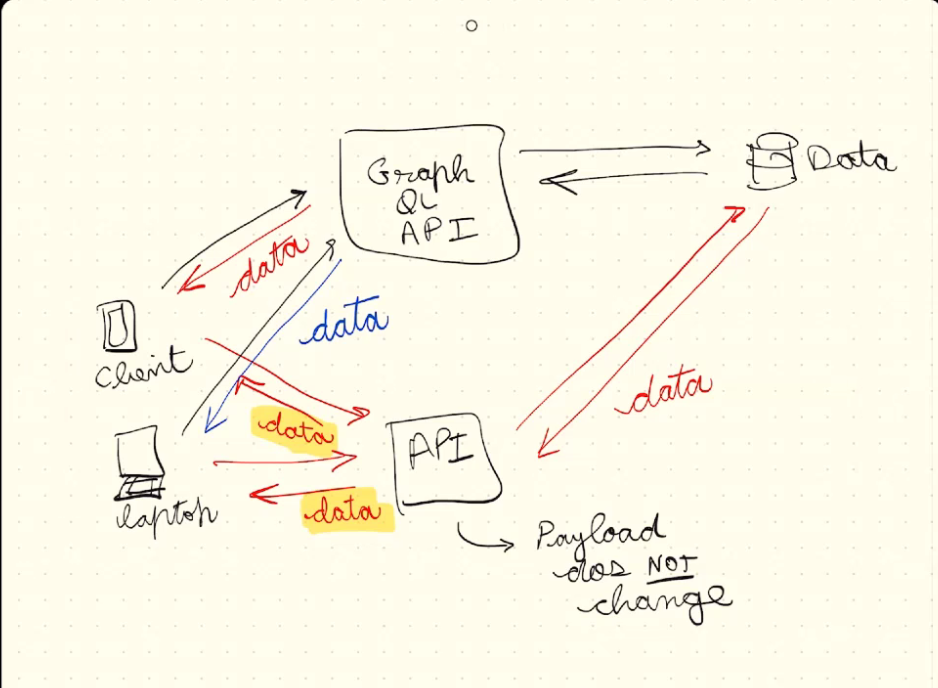 Graph
QL
API
Data
data
data
client
data
data
API
laptop
data
Payload
dos NOT
change